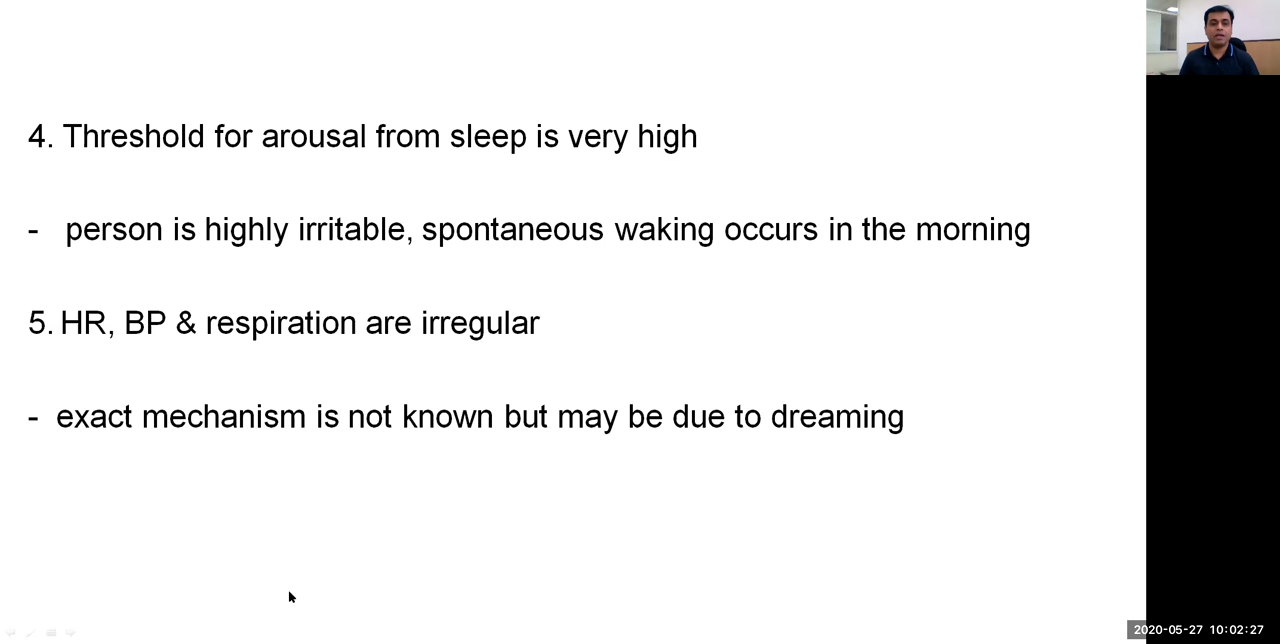 4. Threshold for arousal from sleep is very high
- person is highly irritable, spontaneous waking occurs in the morning
5. HR, BP & respiration are irregular
- exact mechanism is not known but may be due to dreaming
2020-05-27 10:02:27